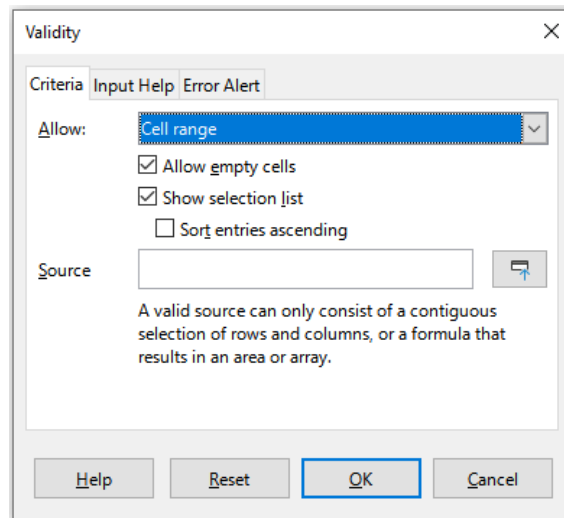 Validity
Criteria Input Help Error Alert
Allow: Cell range
Allow empty cells
Show selection list
Sort entries ascending
Source
A valid source can only consist of a contiguous
selection of rows and columns, or a formula that
results in an area or array.
Help Reset OK Cancel